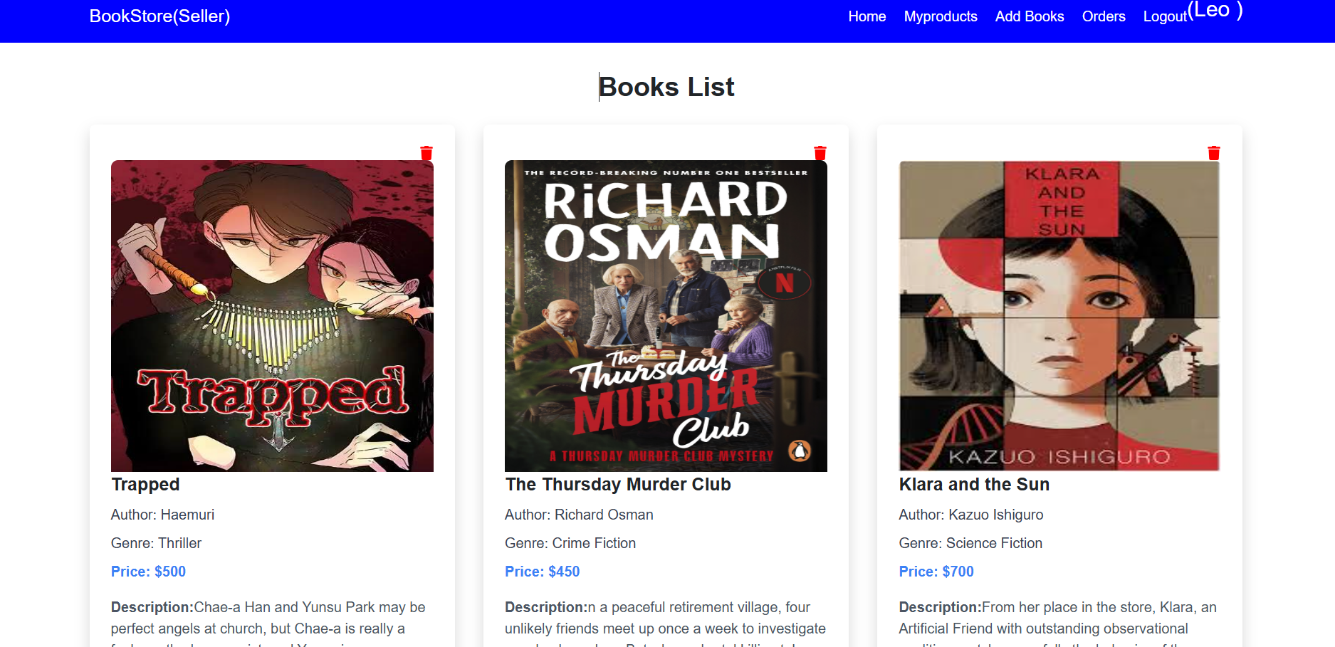 BookStore(Seller)
Home Myproducts Add Books Orders Logout(Leo )
Books List
Trapped
THE RECORD-BREAKING NUMBER ONE BESTSELLER
RiCHARD
OSMAN
N
The
Thursday
MURDER
Club
A THURSDAY MURDER CLUB MYSTERY
KLARA
AND
THE
SUN
KAZUO ISHIGURO
Trapped
Author: Haemuri
Genre: Thriller
Price: $500
Description:Chae-a Han and Yunsu Park may be
perfect angels at church, but Chae-a is really a
The Thursday Murder Club
Author: Richard Osman
Genre: Crime Fiction
Price: $450
Description:n a peaceful retirement village, four
unlikely friends meet up once a week to investigate
Klara and the Sun
Author: Kazuo Ishiguro
Genre: Science Fiction
Price: $700
Description:From her place in the store, Klara, an
Artificial Friend with outstanding observational